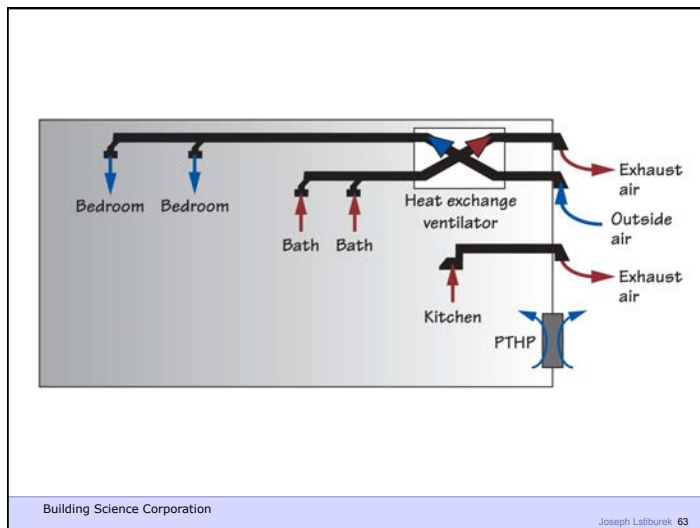 Bedroom Bedroom
Bath Bath
Heat exchange
ventilator
Exhaust
air
Outside
air
Exhaust
air
Kitchen
PTHP
Building Science Corporation
Joseph Lstiburek 63